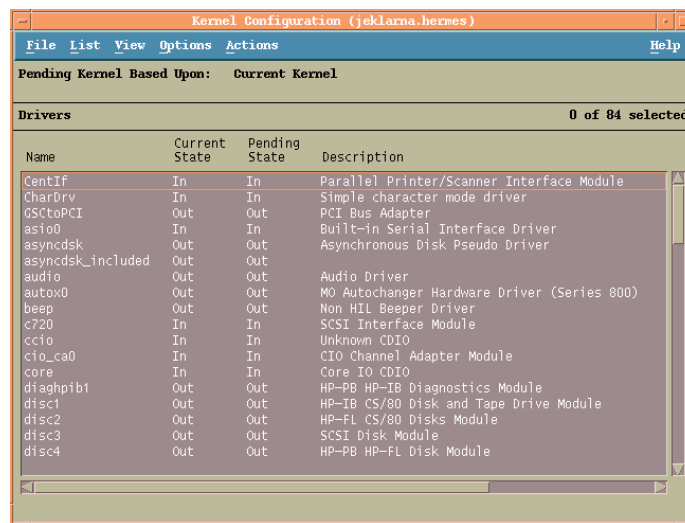 Kernel Configuration (jeklarna.hermes)
File List View Options Actions Help
Pending Kernel Based Upon: Current Kernel
Drivers 0 of 84 selected
Current Pending
Name State State Description
CentIf In In Parallel Printer/Scanner Interface Module
CharDrv In In Simple character mode driver
GSCtoPCI Out Out PCI Bus Adapter
asio0 In In Built-in Serial Interface Driver
asyncdsk Out Out Asynchronous Disk Pseudo Driver
asyncdsk_included Out Out
audio Out Out Audio Driver
autox0 Out Out MO Autochanger Hardware Driver (Series 800)
beep Out Out Non HIL Beeper Driver
c720 In In SCSI Interface Module
ccio In In Unknown CDIO
cio_ca0 In In CIO Channel Adapter Module
core In In Core IO CDIO
diaghpib1 Out Out HP-PB HP-IB Diagnostics Module
disc1 Out Out HP-IB CS/80 Disk and Tape Drive Module
disc2 Out Out HP-FL CS/80 Disks Module
disc3 Out Out SCSI Disk Module
disc4 Out Out HP-PB HP-FL Disk Module